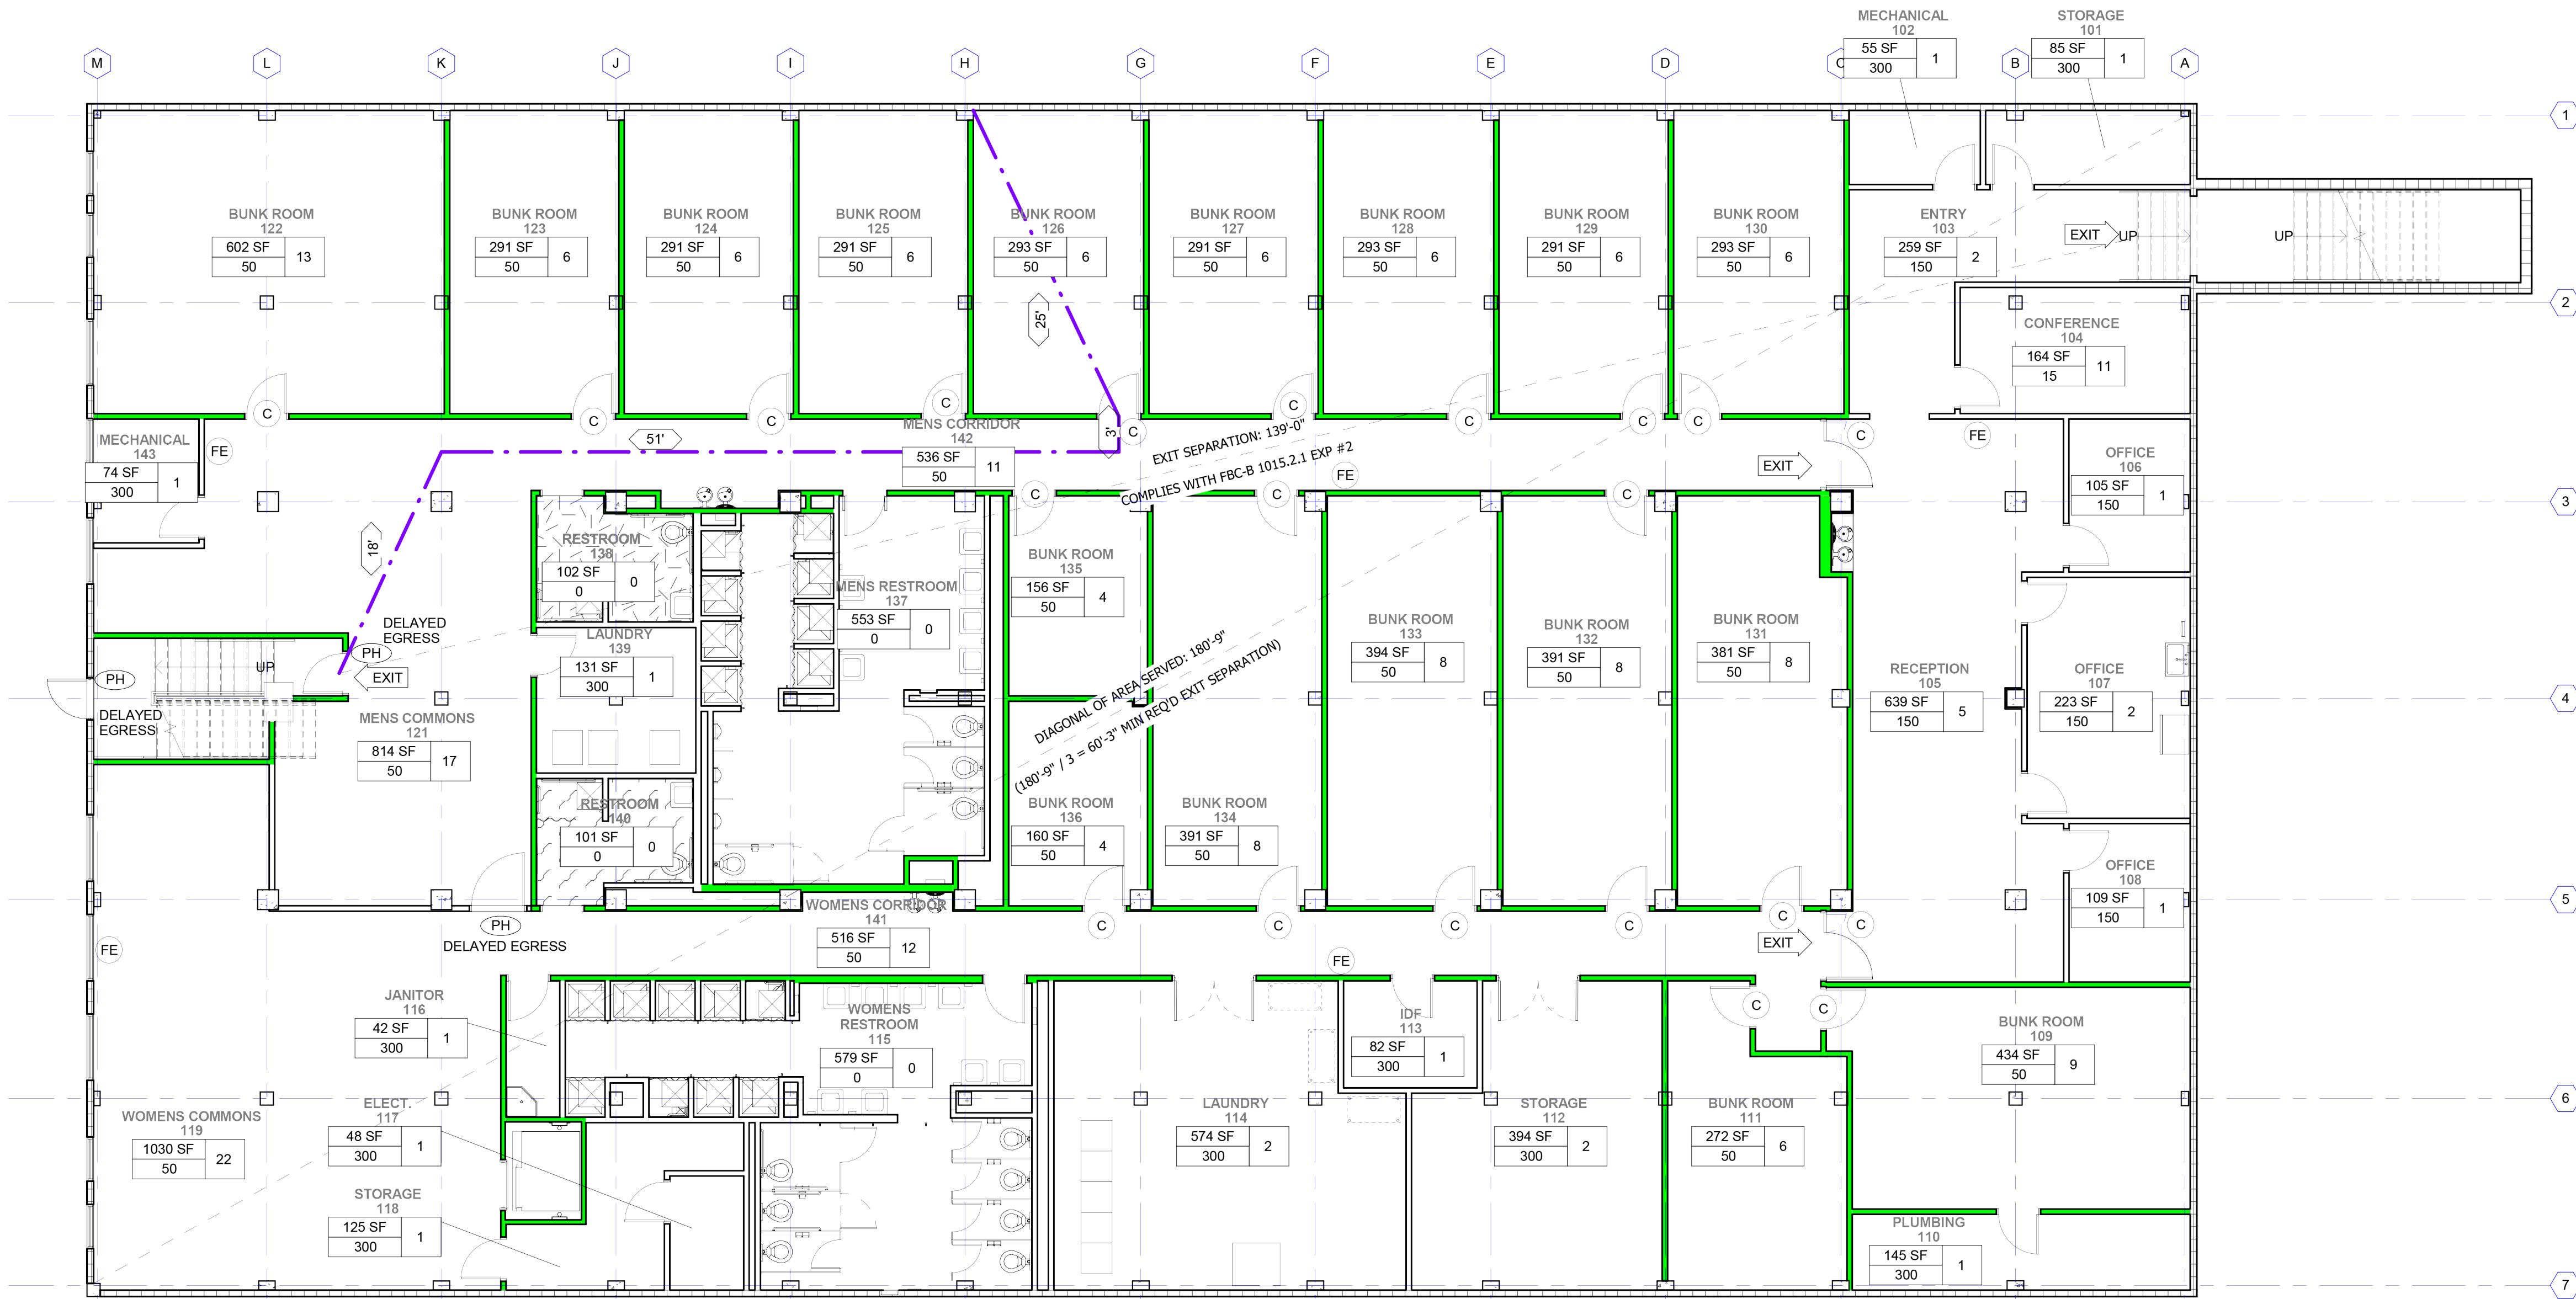 MECHANICAL
102
55 SF
300
1
STORAGE
101
85 SF
300
1
M
L
K
J
I
H
G
F
E
D
C
B
A
1
BUNK ROOM
122
602 SF
50
13
BUNK ROOM
123
291 SF
50
6
BUNK ROOM
124
291 SF
50
6
BUNK ROOM
125
291 SF
50
6
BUNK ROOM
126
293 SF
50
6
BUNK ROOM
127
291 SF
50
6
BUNK ROOM
128
293 SF
50
6
BUNK ROOM
129
291 SF
50
6
BUNK ROOM
130
293 SF
50
6
ENTRY
103
259 SF
150
2
EXIT
UP
UP
2
25'
CONFERENCE
104
164 SF
15
11
C
C
C
C
C
C
C
C
C
C
MECHANICAL
143
74 SF
300
1
FE
51'
MENS CORRIDOR
142
536 SF
50
11
3'
EXIT SEPARATION: 139'-0"
COMPLIES WITH FBC-B 1015.2.1 EXP #2
FE
EXIT
FE
OFFICE
106
105 SF
150
1
C
C
C
3
18'
RESTROOM
138
102 SF
0
0
MENS RESTROOM
137
553 SF
0
0
BUNK ROOM
135
156 SF
50
4
DELAYED
EGRESS
PH
EXIT
UP
PH
DELAYED
EGRESS
LAUNDRY
139
131 SF
300
1
BUNK ROOM
133
394 SF
50
8
BUNK ROOM
132
391 SF
50
8
BUNK ROOM
131
381 SF
50
8
RECEPTION
105
639 SF
150
5
OFFICE
107
223 SF
150
2
4
MENS COMMONS
121
814 SF
50
17
DIAGONAL OF AREA SERVED: 180'-9"
(180'-9" / 3 = 60'-3" MIN REQ'D EXIT SEPARATION)
RESTROOM
140
101 SF
0
0
BUNK ROOM
136
160 SF
50
4
BUNK ROOM
134
391 SF
50
8
OFFICE
108
109 SF
150
1
5
FE
PH
DELAYED EGRESS
WOMENS CORRIDOR
141
516 SF
50
12
C
C
C
C
C
C
EXIT
FE
JANITOR
116
42 SF
300
1
WOMENS
RESTROOM
115
579 SF
0
0
IDF
113
82 SF
300
1
C
C
BUNK ROOM
109
434 SF
50
9
6
WOMENS COMMONS
119
1030 SF
50
22
ELECT.
117
48 SF
300
1
LAUNDRY
114
574 SF
300
2
STORAGE
112
394 SF
300
2
BUNK ROOM
111
272 SF
50
6
STORAGE
118
125 SF
300
1
PLUMBING
110
145 SF
300
1
7